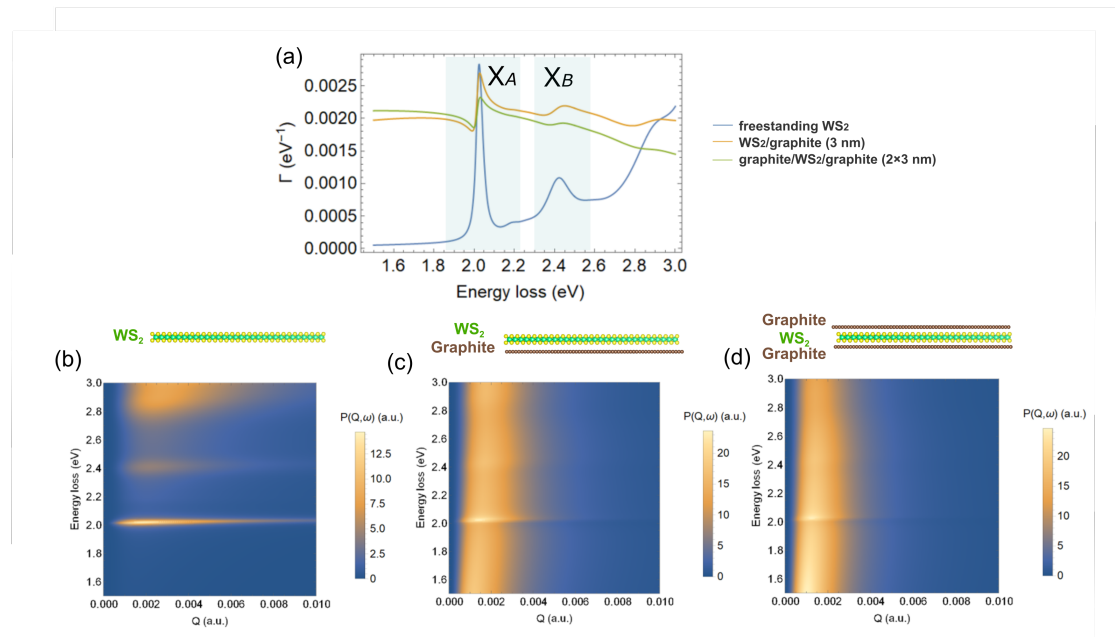 (a)
X_A
X_B
Γ (eV⁻¹)
0.0025
0.0020
0.0015
0.0010
0.0005
0.0000
1.6 1.8 2.0 2.2 2.4 2.6 2.8 3.0
Energy loss (eV)
freestanding WS₂
WS₂/graphite (3 nm)
graphite/WS₂/graphite (2×3 nm)
WS₂
(b)
3.0
2.8
2.6
2.4
2.2
2.0
1.8
1.6
Energy loss (eV)
0.000 0.002 0.004 0.006 0.008 0.010
Q (a.u.)
P(Q,ω) (a.u.)
12.5
10.0
7.5
5.0
2.5
0
WS₂
Graphite
(c)
3.0
2.8
2.6
2.4
2.2
2.0
1.8
1.6
Energy loss (eV)
0.000 0.002 0.004 0.006 0.008 0.010
Q (a.u.)
P(Q,ω) (a.u.)
20
15
10
5
0
Graphite
WS₂
Graphite
(d)
3.0
2.8
2.6
2.4
2.2
2.0
1.8
1.6
Energy loss (eV)
0.000 0.002 0.004 0.006 0.008 0.010
Q (a.u.)
P(Q,ω) (a.u.)
20
15
10
5
0